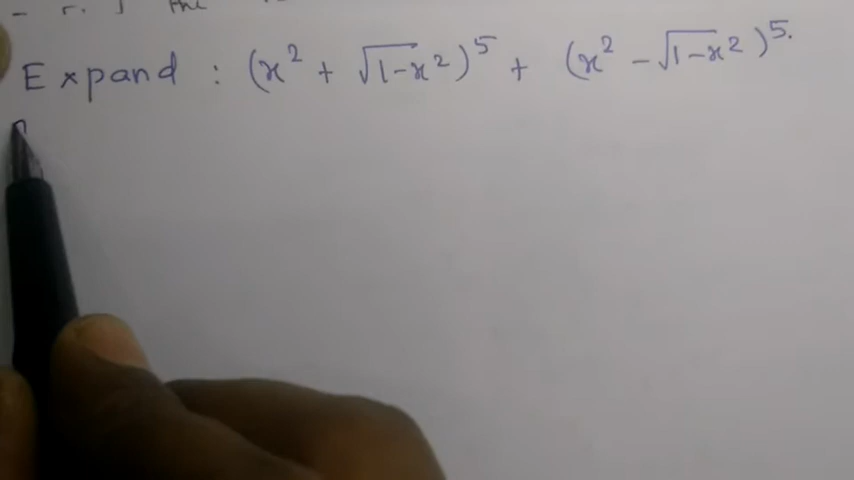 Expand : (x² + √1-x²)⁵ + (x² - √1-x²)⁵.